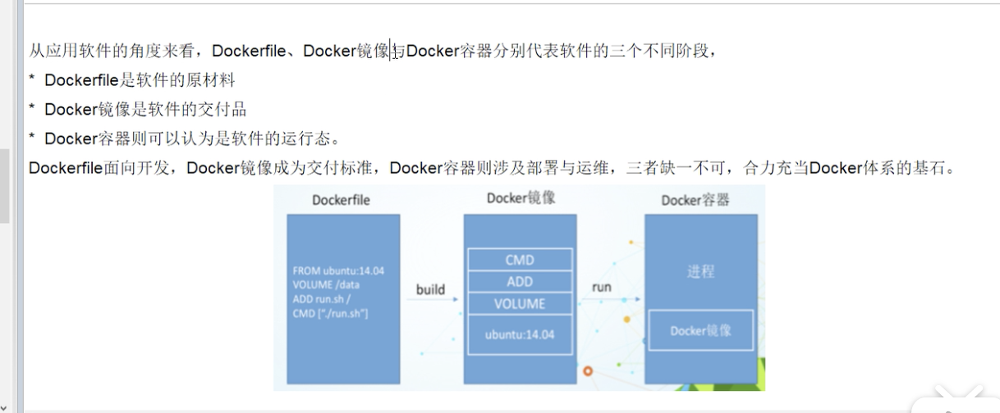 从应用软件的角度来看，Dockerfile、Docker镜像与Docker容器分别代表软件的三个不同阶段，
* Dockerfile是软件的原材料
* Docker镜像是软件的交付品
* Docker容器则可以认为是软件的运行态。
Dockerfile面向开发，Docker镜像成为交付标准，Docker容器则涉及部署与运维，三者缺一不可，合力充当Docker体系的基石。
Dockerfile
FROM ubuntu:14.04
VOLUME /data
ADD run.sh /
CMD ["./run.sh"]
build
Docker镜像
CMD
ADD
VOLUME
ubuntu:14.04
run
Docker容器
进程
Docker镜像